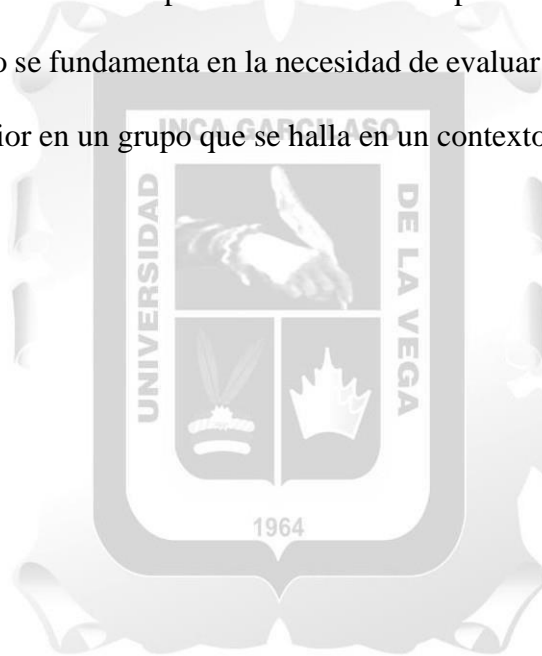 o se fundamenta en la necesidad de evaluar
ior en un grupo que se halla en un contexto
INCA GARCILASO
UNIVERSIDAD
DE LA VEGA
1964